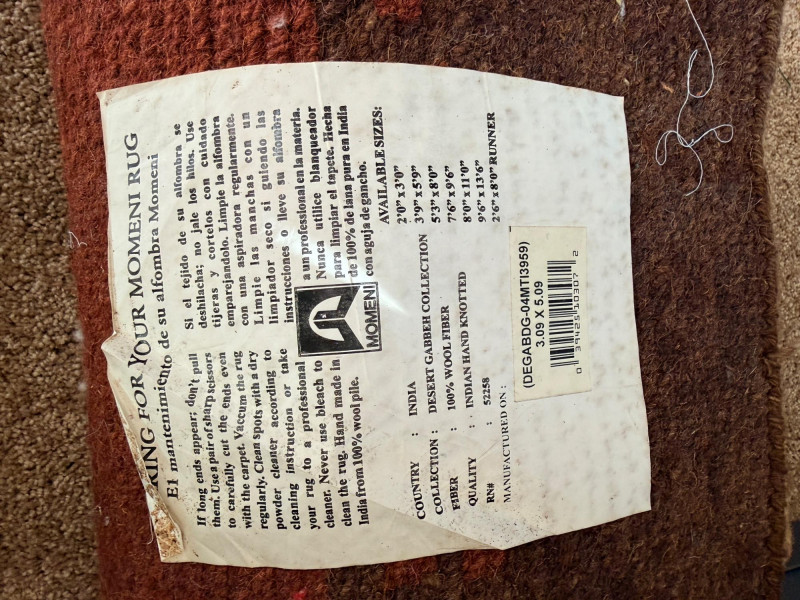 KING FOR YOUR MOMENI RUG
El mantenimiento de su alfombra Momeni
If long ends appear; don't pull
them. Use a pair of sharp scissors
to carefully cut the ends even
with the carpet. Vaccum the rug
regularly. Clean spots with a dry
powder cleaner according to
cleaning instruction or take
your rug to a professional
cleaner. Never use bleach to
clean the rug. Hand made in
India from 100% wool pile.
Si el tejido de su alfombra se
deshilacha; no jale los hilos. Use
tijeras y cortelos con cuidado
emparejandolo. Limpie la alfombra
con una aspiradora regularmente.
Limpie las manchas con un
limpiador seco si guiendo las
instrucciones o lleve su alfombra
a un professional en la materia.
Nunca utilice blanqueador
para limpiar el tapete. Hecha
de 100% de lana pura en India
con aguja de gancho.
MOMENI
COUNTRY : INDIA
COLLECTION : DESERT GABBEH COLLECTION
FIBER : 100% WOOL FIBER
QUALITY : INDIAN HAND KNOTTED
RN# : 52258
MANUFACTURED ON :
AVAILABLE SIZES:
2'0" x 3'0"
3'9" x 5'9"
5'3" x 8'0"
7'6" x 9'6"
8'0" x 11'0"
9'6" x 13'6"
2'6" x 8'0" RUNNER
(DEGABDG-04MTI3959)
3.09 X 5.09
0 39425 10307 2